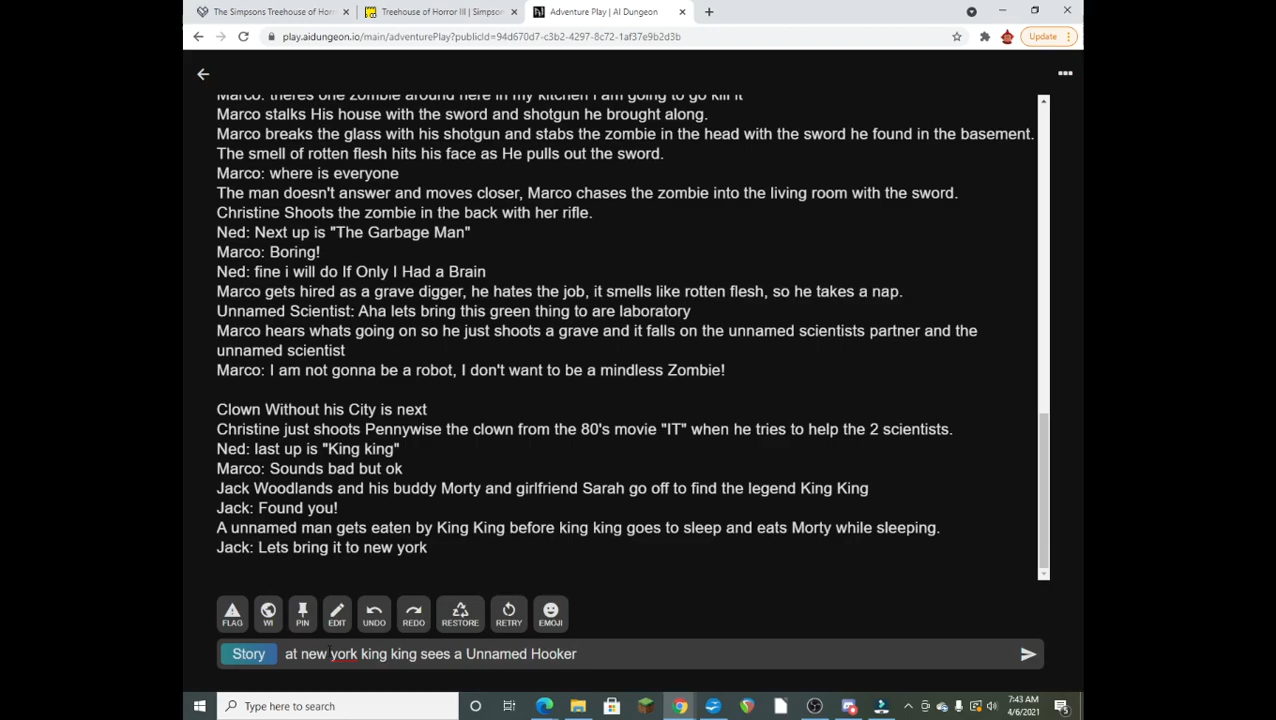 The Simpsons Treehouse of Horr
Treehouse of Horror III | Simpson
Adventure Play | AI Dungeon
play.aidungeon.io/main/adventurePlay?publicId=94d670d7-c3b2-4297-8c72-1af37e9b2d3b
Update
Marco: theres one zombie around here in my kitchen I am going to go kill it
Marco stalks His house with the sword and shotgun he brought along.
Marco breaks the glass with his shotgun and stabs the zombie in the head with the sword he found in the basement.
The smell of rotten flesh hits his face as He pulls out the sword.
Marco: where is everyone
The man doesn't answer and moves closer, Marco chases the zombie into the living room with the sword.
Christine Shoots the zombie in the back with her rifle.
Ned: Next up is "The Garbage Man"
Marco: Boring!
Ned: fine i will do If Only I Had a Brain
Marco gets hired as a grave digger, he hates the job, it smells like rotten flesh, so he takes a nap.
Unnamed Scientist: Aha lets bring this green thing to are laboratory
Marco hears whats going on so he just shoots a grave and it falls on the unnamed scientists partner and the
unnamed scientist
Marco: I am not gonna be a robot, I don't want to be a mindless Zombie!
Clown Without his City is next
Christine just shoots Pennywise the clown from the 80's movie "IT" when he tries to help the 2 scientists.
Ned: last up is "King king"
Marco: Sounds bad but ok
Jack Woodlands and his buddy Morty and girlfriend Sarah go off to find the legend King King
Jack: Found you!
A unnamed man gets eaten by King King before king king goes to sleep and eats Morty while sleeping.
Jack: Lets bring it to new york
FLAG WI PIN EDIT UNDO REDO RESTORE RETRY EMOJI
Story at new york king king sees a Unnamed Hooker
Type here to search
7:43 AM
4/6/2021
5